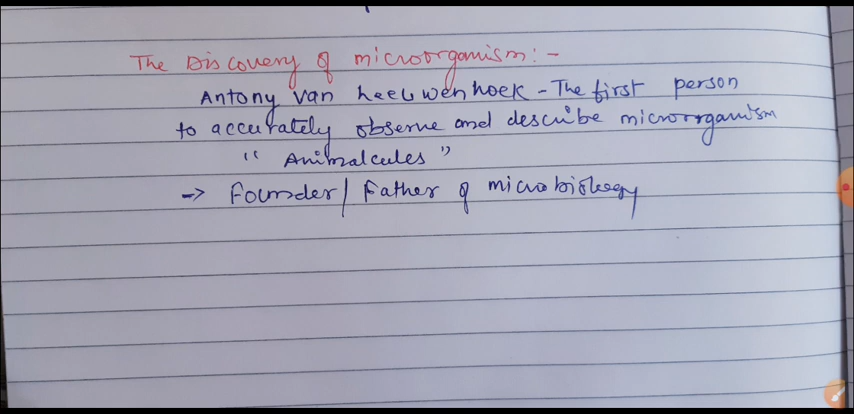 The Discovery of microorganism:-
Antony van Leeuwenhoek - The first person
to accurately observe and describe microorganism
" Animalcules "
-> Founder/ Father of microbiology